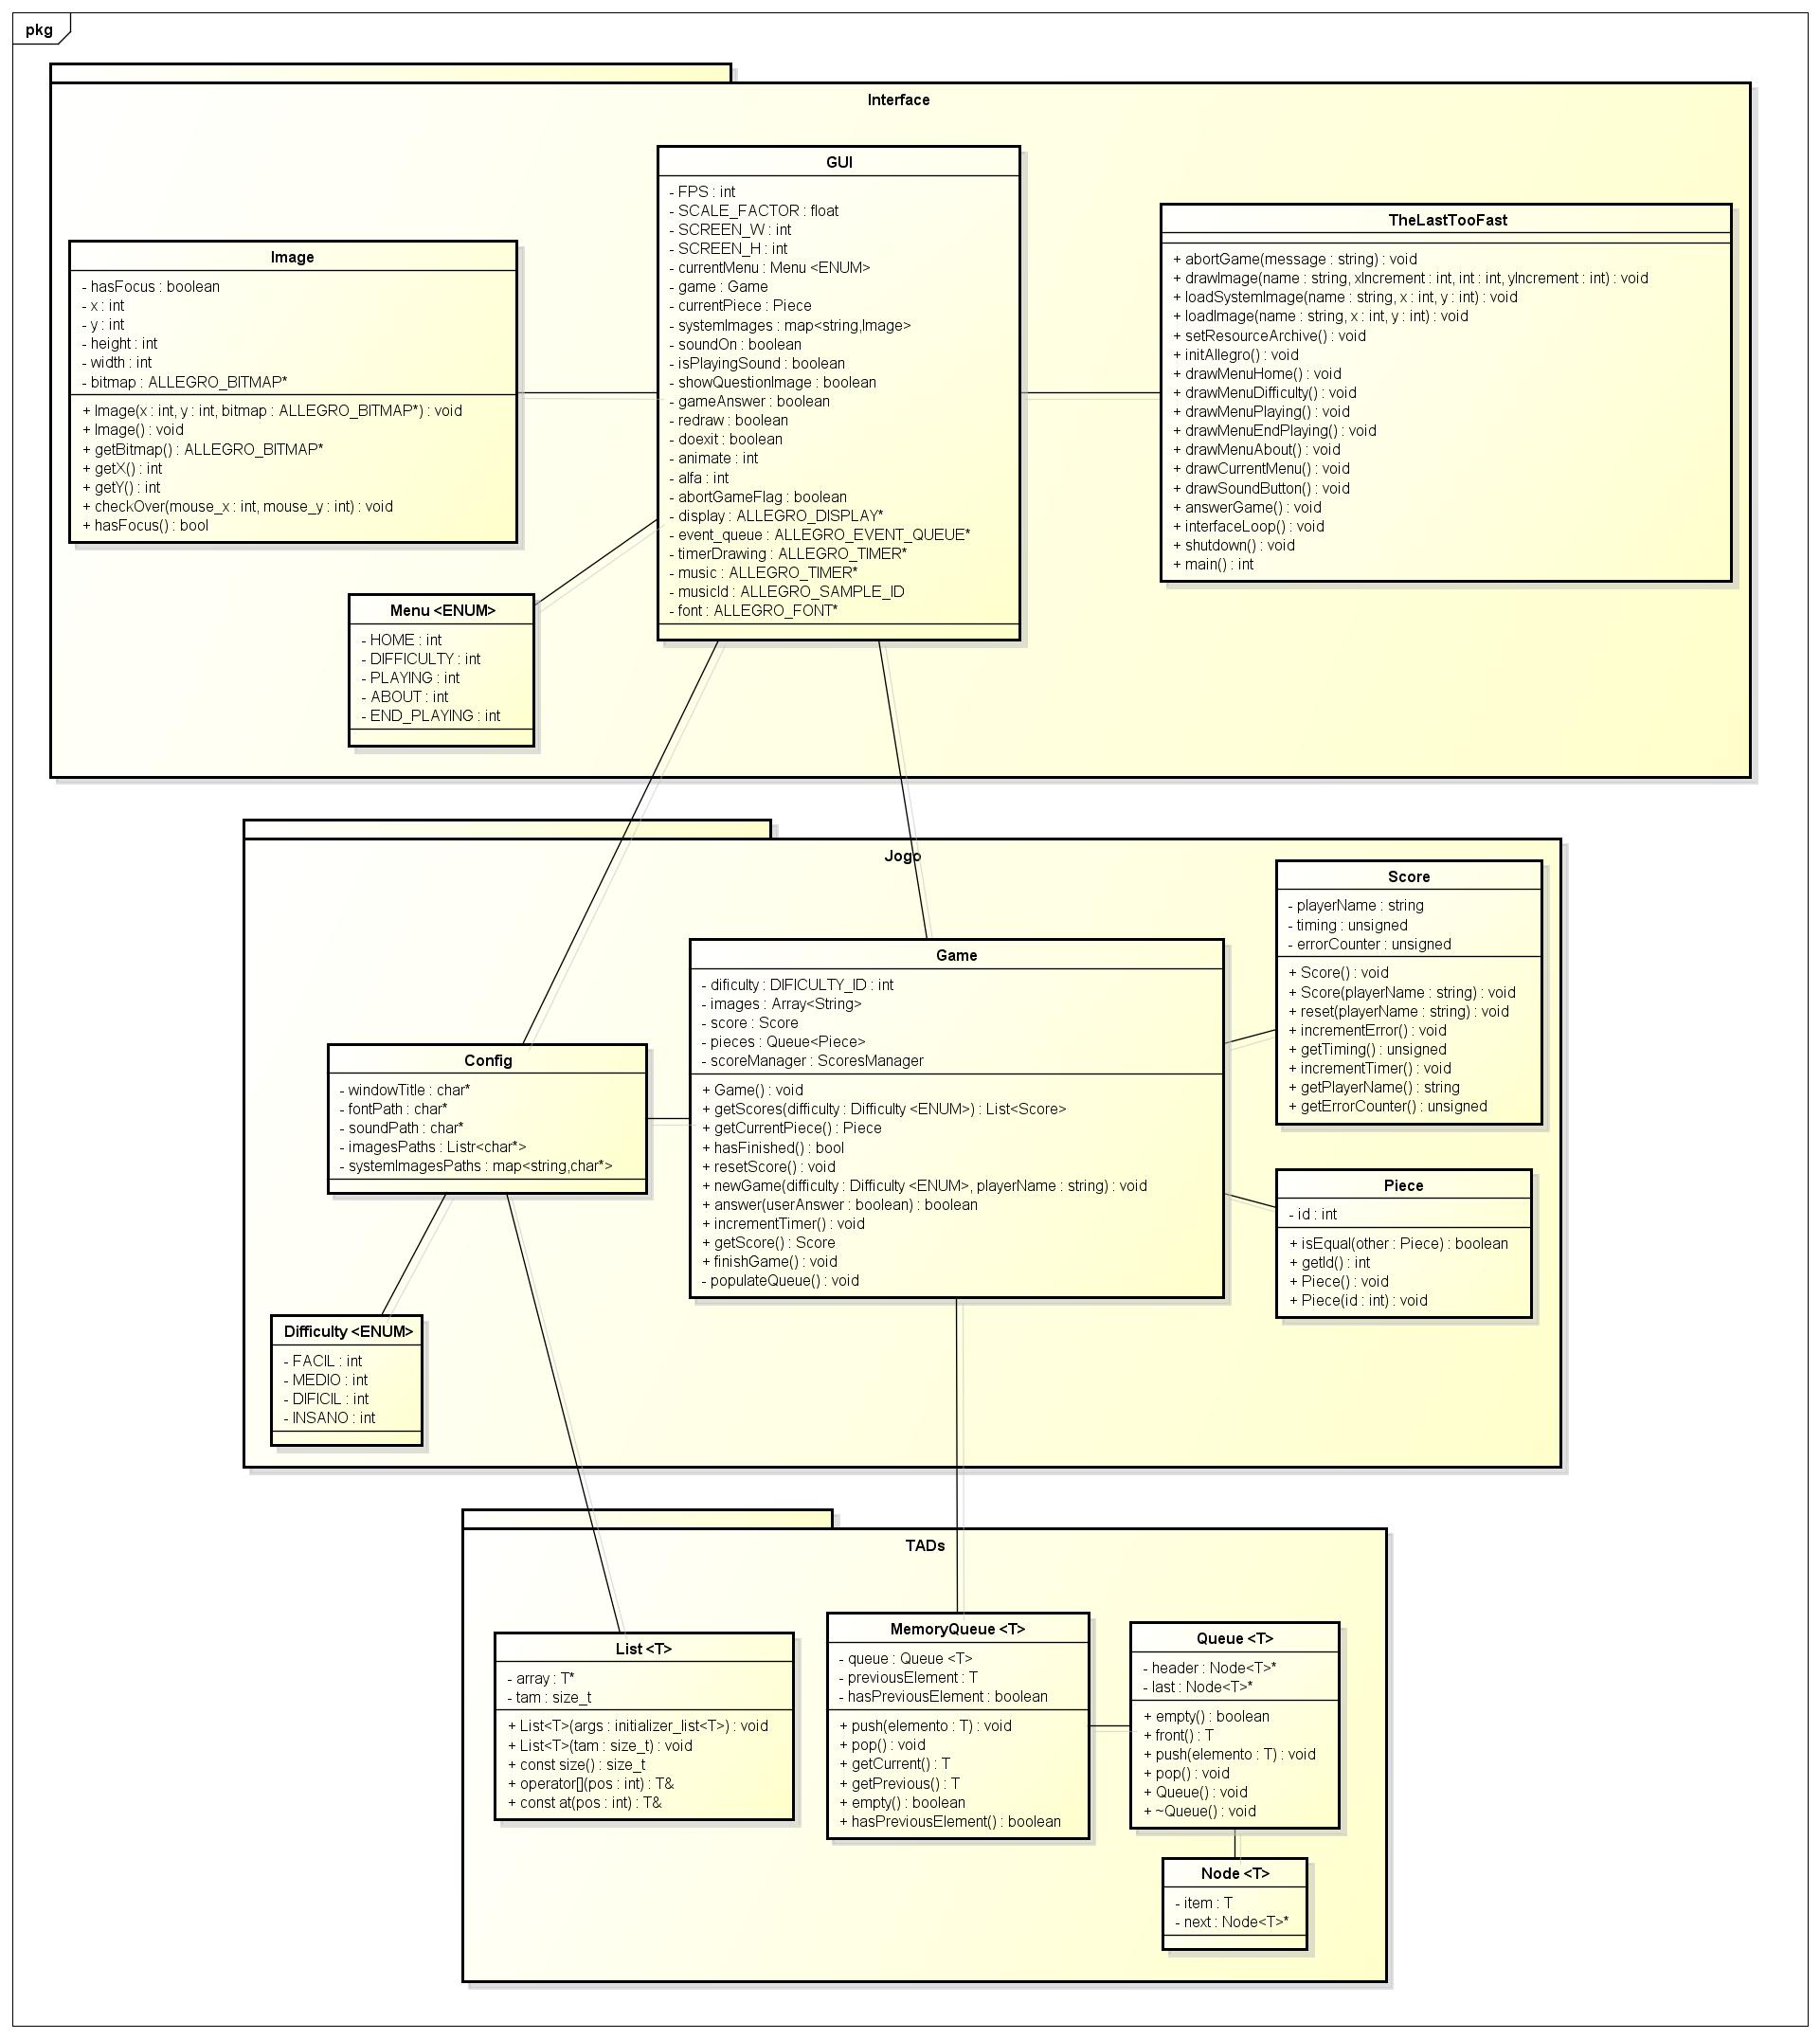 pkg
Interface
GUI
- FPS : int
- SCALE_FACTOR : float
- SCREEN_W : int
- SCREEN_H : int
- currentMenu : Menu <ENUM>
- game : Game
- currentPiece : Piece
- systemImages : map<string,Image>
- soundOn : boolean
- isPlayingSound : boolean
- showQuestionImage : boolean
- gameAnswer : boolean
- redraw : boolean
- doexit : boolean
- animate : int
- alfa : int
- abortGameFlag : boolean
- display : ALLEGRO_DISPLAY*
- event_queue : ALLEGRO_EVENT_QUEUE*
- timerDrawing : ALLEGRO_TIMER*
- music : ALLEGRO_TIMER*
- musicId : ALLEGRO_SAMPLE_ID
- font : ALLEGRO_FONT*
TheLastTooFast
+ abortGame(message : string) : void
+ drawImage(name : string, xIncrement : int, int : int, yIncrement : int) : void
+ loadSystemImage(name : string, x : int, y : int) : void
+ loadImage(name : string, x : int, y : int) : void
+ setResourceArchive() : void
+ initAllegro() : void
+ drawMenuHome() : void
+ drawMenuDifficulty() : void
+ drawMenuPlaying() : void
+ drawMenuEndPlaying() : void
+ drawMenuAbout() : void
+ drawCurrentMenu() : void
+ drawSoundButton() : void
+ answerGame() : void
+ interfaceLoop() : void
+ shutdown() : void
+ main() : int
Image
- hasFocus : boolean
- x : int
- y : int
- height : int
- width : int
- bitmap : ALLEGRO_BITMAP*
+ Image(x : int, y : int, bitmap : ALLEGRO_BITMAP*) : void
+ Image() : void
+ getBitmap() : ALLEGRO_BITMAP*
+ getX() : int
+ getY() : int
+ checkOver(mouse_x : int, mouse_y : int) : void
+ hasFocus() : bool
Menu <ENUM>
- HOME : int
- DIFFICULTY : int
- PLAYING : int
- ABOUT : int
- END_PLAYING : int
Jogo
Score
- playerName : string
- timing : unsigned
- errorCounter : unsigned
+ Score() : void
+ Score(playerName : string) : void
+ reset(playerName : string) : void
+ incrementError() : void
+ getTiming() : unsigned
+ incrementTimer() : void
+ getPlayerName() : string
+ getErrorCounter() : unsigned
Game
- dificulty : DIFICULTY_ID : int
- images : Array<String>
- score : Score
- pieces : Queue<Piece>
- scoreManager : ScoresManager
+ Game() : void
+ getScores(difficulty : Difficulty <ENUM>) : List<Score>
+ getCurrentPiece() : Piece
+ hasFinished() : bool
+ resetScore() : void
+ newGame(difficulty : Difficulty <ENUM>, playerName : string) : void
+ answer(userAnswer : boolean) : boolean
+ incrementTimer() : void
+ getScore() : Score
+ finishGame() : void
- populateQueue() : void
Config
- windowTitle : char*
- fontPath : char*
- soundPath : char*
- imagesPaths : Listr<char*>
- systemImagesPaths : map<string,char*>
Piece
- id : int
+ isEqual(other : Piece) : boolean
+ getId() : int
+ Piece() : void
+ Piece(id : int) : void
Difficulty <ENUM>
- FACIL : int
- MEDIO : int
- DIFICIL : int
- INSANO : int
TADs
List <T>
- array : T*
- tam : size_t
+ List<T>(args : initializer_list<T>) : void
+ List<T>(tam : size_t) : void
+ const size() : size_t
+ operator[](pos : int) : T&
+ const at(pos : int) : T&
MemoryQueue <T>
- queue : Queue <T>
- previousElement : T
- hasPreviousElement : boolean
+ push(elemento : T) : void
+ pop() : void
+ getCurrent() : T
+ getPrevious() : T
+ empty() : boolean
+ hasPreviousElement() : boolean
Queue <T>
- header : Node<T>*
- last : Node<T>*
+ empty() : boolean
+ front() : T
+ push(elemento : T) : void
+ pop() : void
+ Queue() : void
+ ~Queue() : void
Node <T>
- item : T
- next : Node<T>*